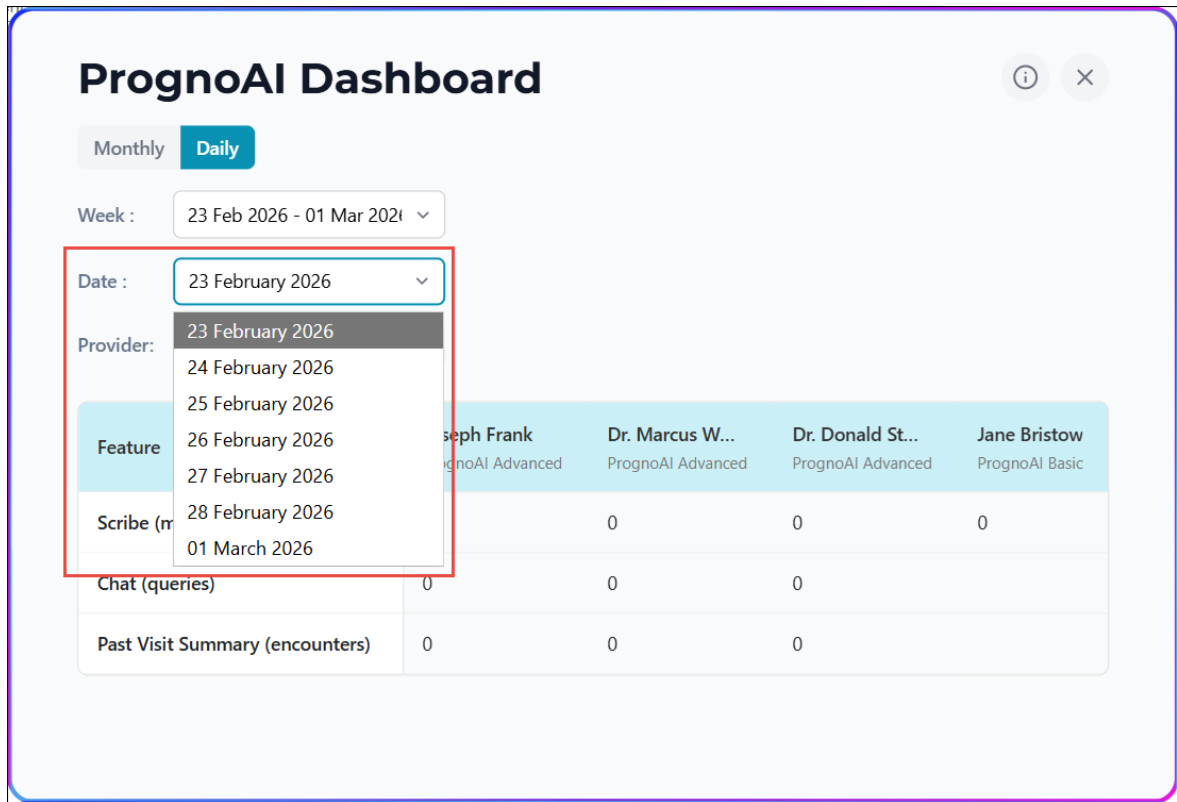 PrognoAI Dashboard
Monthly Daily
Week : 23 Feb 2026 - 01 Mar 202
Date : 23 February 2026
23 February 2026
Provider:
24 February 2026
25 February 2026
26 February 2026
27 February 2026
28 February 2026
01 March 2026
Feature seph Frank Dr. Marcus W... Dr. Donald St... Jane Bristow
gnoAI Advanced PrognoAI Advanced PrognoAI Advanced PrognoAI Basic
Scribe (m 0 0 0
Chat (queries) 0 0 0
Past Visit Summary (encounters) 0 0 0